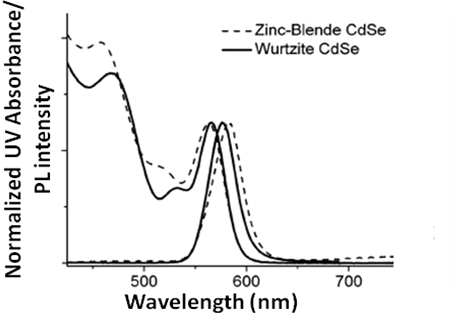 Normalized UV Absorbance/
PL intensity
Zinc-Blende CdSe
Wurtzite CdSe
500
600
700
Wavelength (nm)